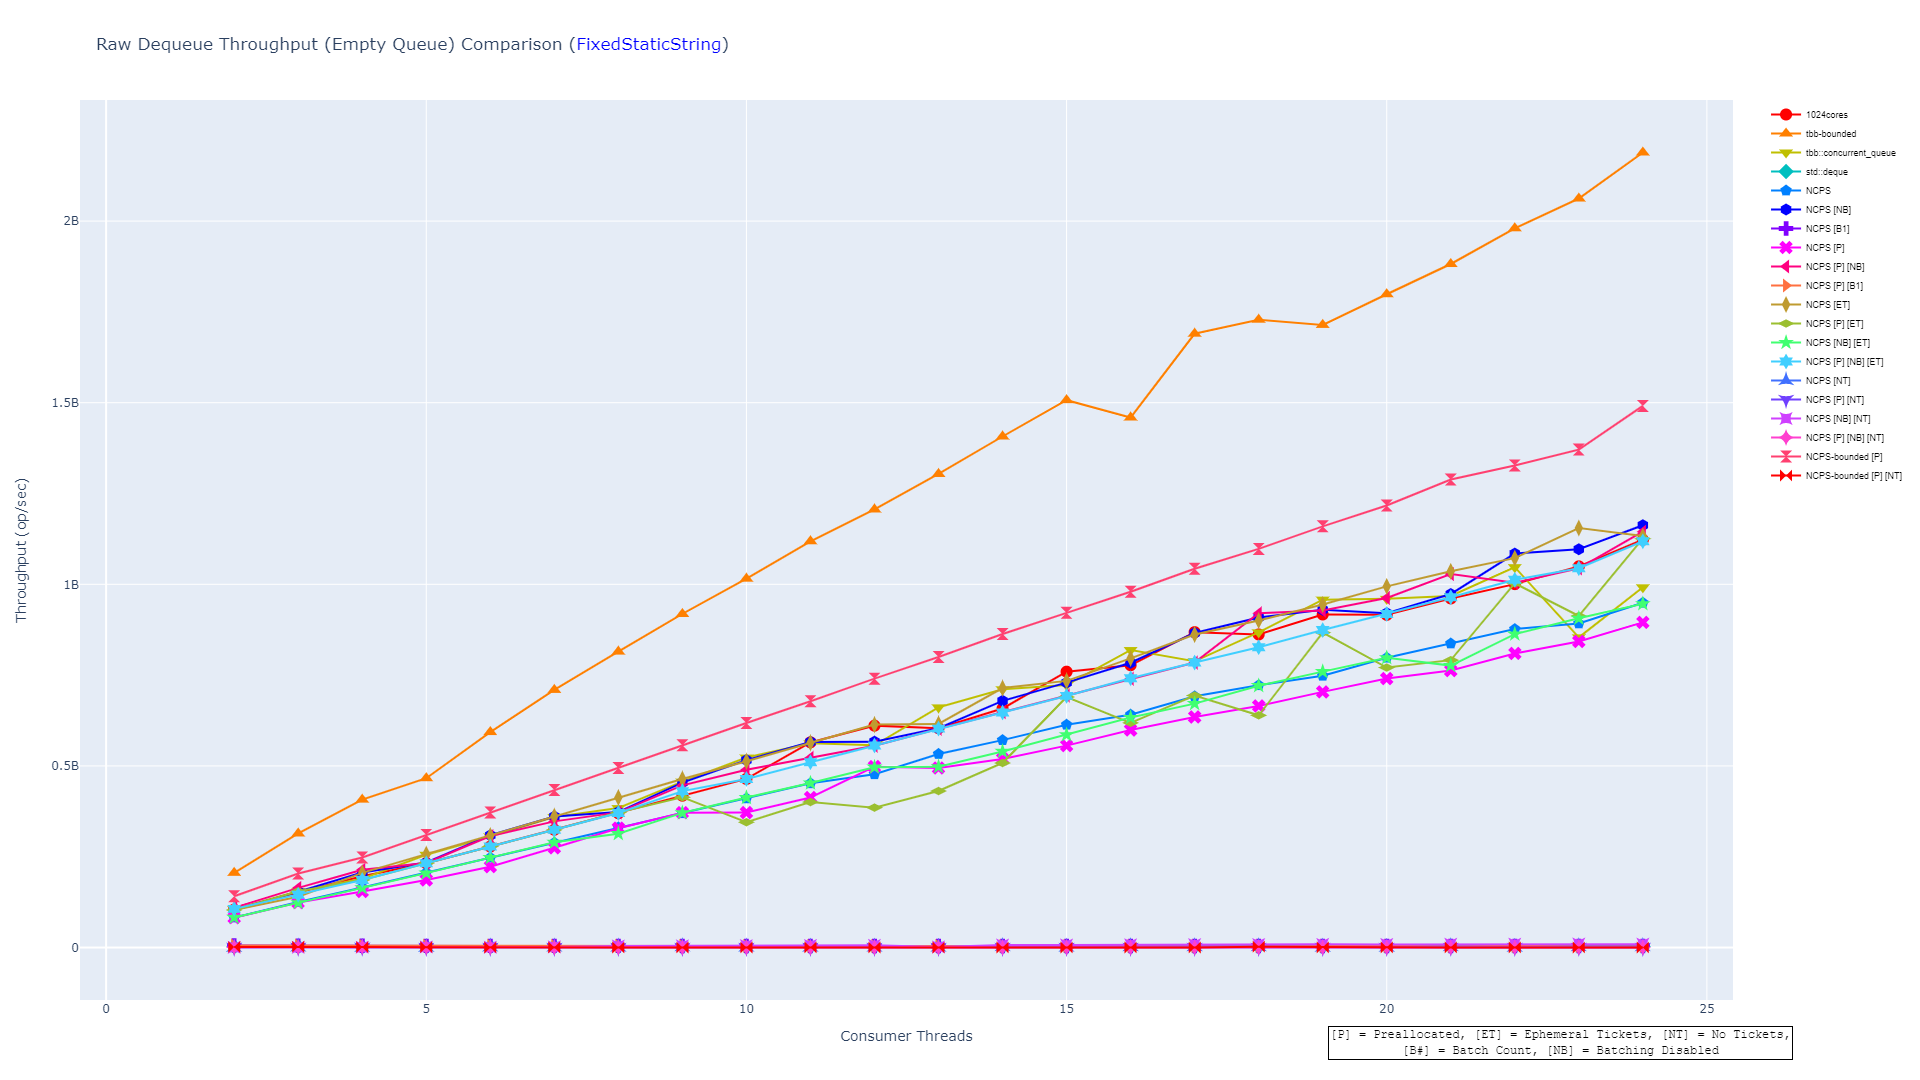 Raw Dequeue Throughput (Empty Queue) Comparison (FixedStaticString)
Throughput (op/sec)
2B
1.5B
1B
0.5B
0
0
5
10
15
20
25
Consumer Threads
1024cores
tbb-bounded
tbb::concurrent_queue
std::deque
NCPS
NCPS [NB]
NCPS [B1]
NCPS [P]
NCPS [P] [NB]
NCPS [P] [B1]
NCPS [ET]
NCPS [P] [ET]
NCPS [NB] [ET]
NCPS [P] [NB] [ET]
NCPS [NT]
NCPS [P] [NT]
NCPS [NB] [NT]
NCPS [P] [NB] [NT]
NCPS-bounded [P]
NCPS-bounded [P] [NT]
[P] = Preallocated, [ET] = Ephemeral Tickets, [NT] = No Tickets,
[B#] = Batch Count, [NB] = Batching Disabled